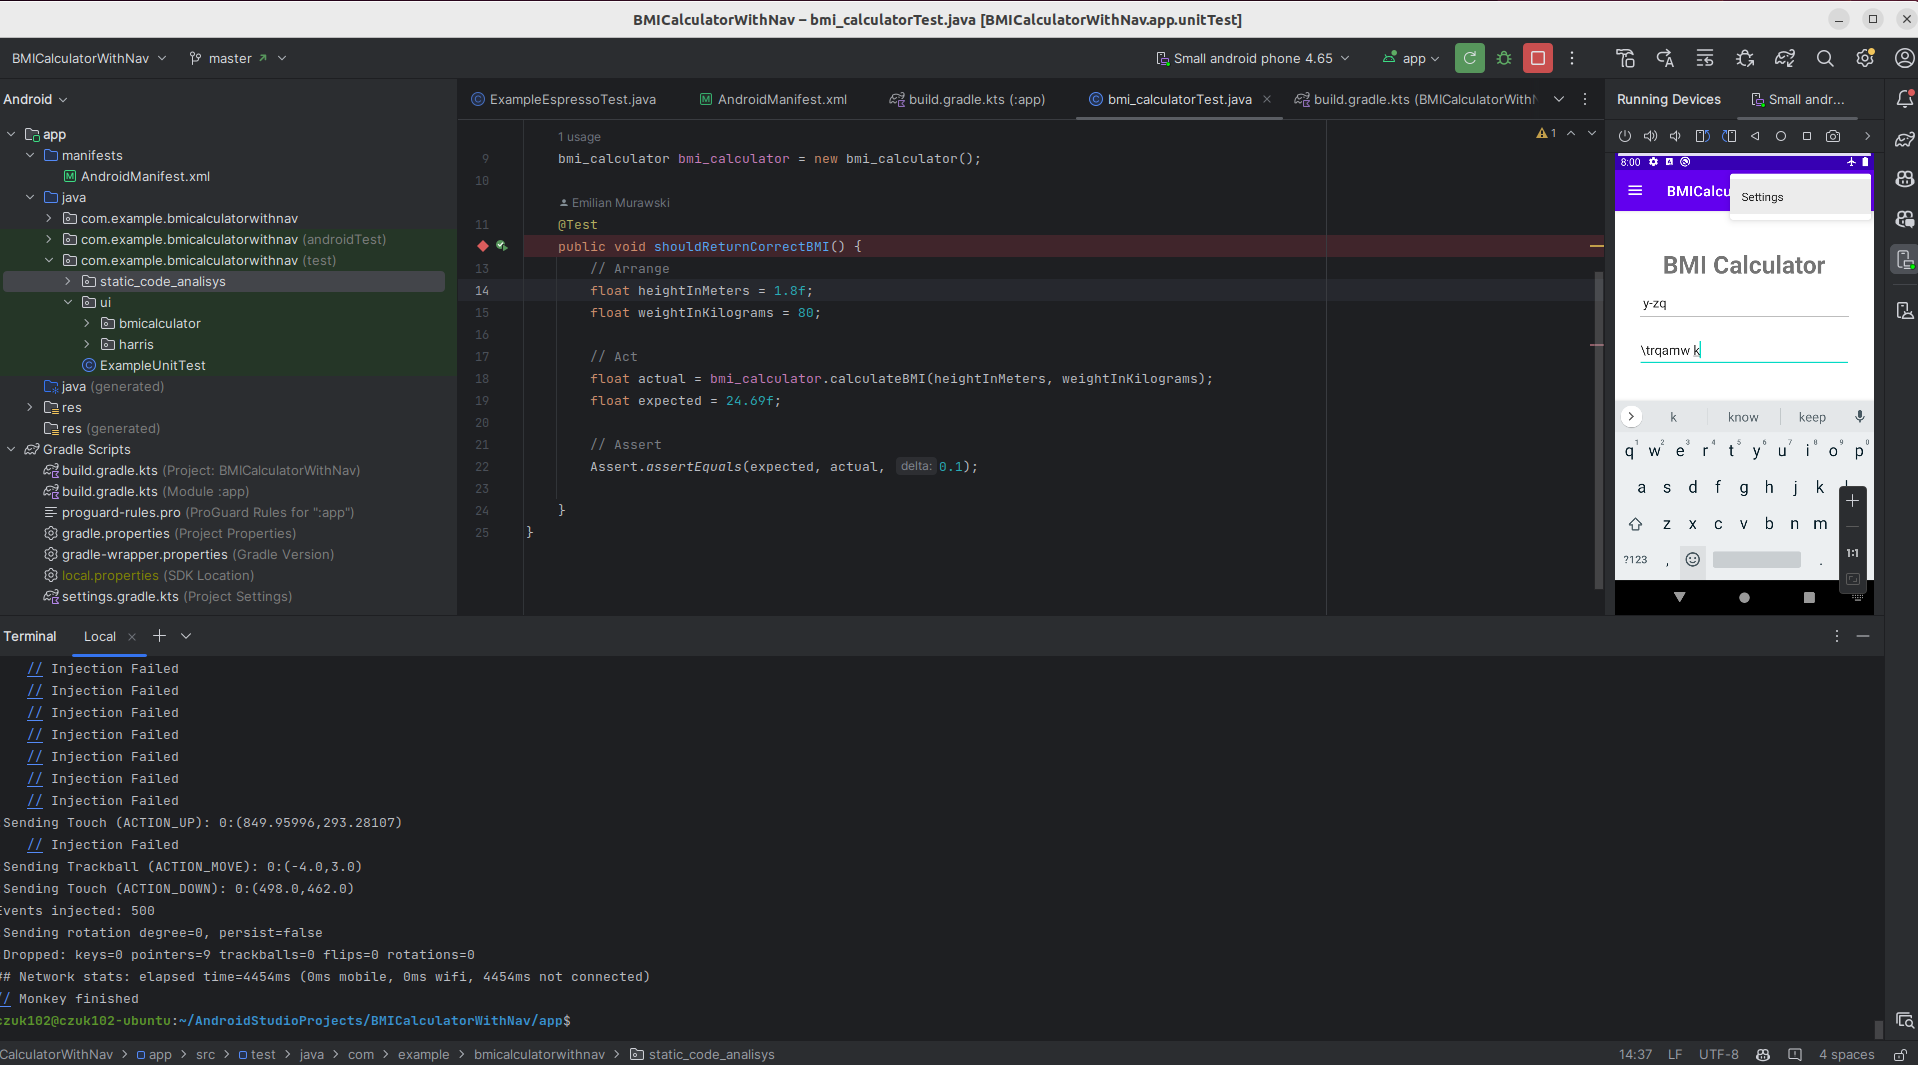 BMICalculatorWithNav – bmi_calculatorTest.java [BMICalculatorWithNav.app.unitTest]
BMICalculatorWithNav master Small android phone 4.65 app
Android
ExampleEspressoTest.java AndroidManifest.xml build.gradle.kts (:app) bmi_calculatorTest.java build.gradle.kts (BMICalculatorWithN
Running Devices Small andr...
app
manifests
AndroidManifest.xml
java
com.example.bmicalculatorwithnav
com.example.bmicalculatorwithnav (androidTest)
com.example.bmicalculatorwithnav (test)
static_code_analisys
ui
bmicalculator
harris
ExampleUnitTest
java (generated)
res
res (generated)
Gradle Scripts
build.gradle.kts (Project: BMICalculatorWithNav)
build.gradle.kts (Module :app)
proguard-rules.pro (ProGuard Rules for ":app")
gradle.properties (Project Properties)
gradle-wrapper.properties (Gradle Version)
local.properties (SDK Location)
settings.gradle.kts (Project Settings)
1 usage
1
9 bmi_calculator bmi_calculator = new bmi_calculator();
10
Emilian Murawski
11 @Test
public void shouldReturnCorrectBMI() {
13 // Arrange
14 float heightInMeters = 1.8f;
15 float weightInKilograms = 80;
16
17 // Act
18 float actual = bmi_calculator.calculateBMI(heightInMeters, weightInKilograms);
19 float expected = 24.69f;
20
21 // Assert
22 Assert.assertEquals(expected, actual, delta: 0.1);
23
24 }
25 }
8:00
BMICalcu
Settings
BMI Calculator
y-zq
\trqamw k
k know keep
q1 w2 e3 r4 t5 y6 u7 i8 o9 p0
a s d f g h j k l
z x c v b n m
?123 , .
1:1
Terminal Local
// Injection Failed
// Injection Failed
// Injection Failed
// Injection Failed
// Injection Failed
// Injection Failed
// Injection Failed
Sending Touch (ACTION_UP): 0:(849.95996,293.28107)
// Injection Failed
Sending Trackball (ACTION_MOVE): 0:(-4.0,3.0)
Sending Touch (ACTION_DOWN): 0:(498.0,462.0)
Events injected: 500
Sending rotation degree=0, persist=false
Dropped: keys=0 pointers=9 trackballs=0 flips=0 rotations=0
## Network stats: elapsed time=4454ms (0ms mobile, 0ms wifi, 4454ms not connected)
// Monkey finished
czuk102@czuk102-ubuntu:~/AndroidStudioProjects/BMICalculatorWithNav/app$
CalculatorWithNav > app > src > test > java > com > example > bmicalculatorwithnav > static_code_analisys
14:37 LF UTF-8 4 spaces